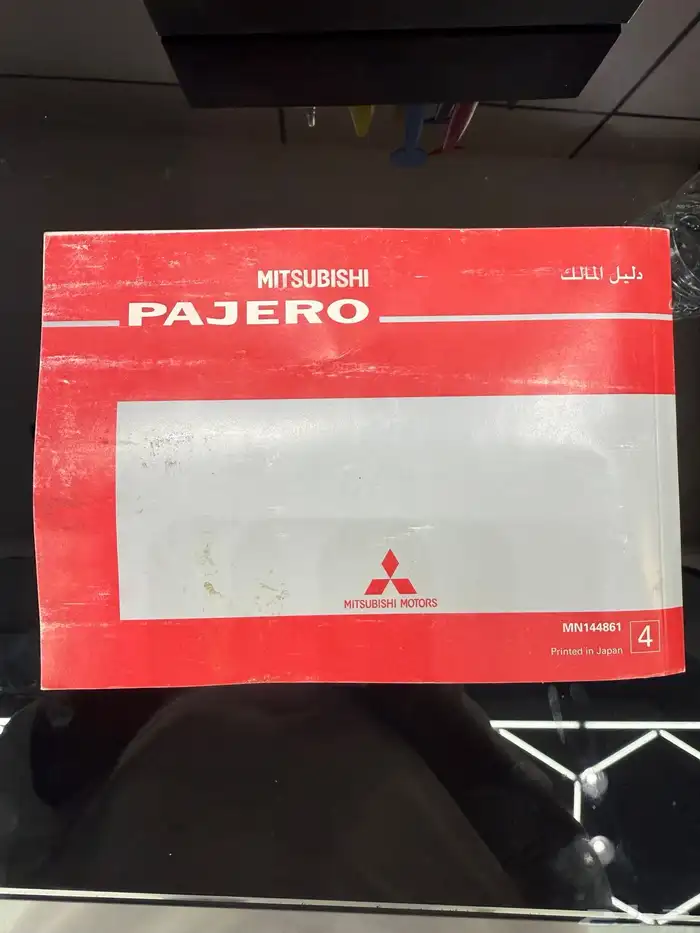 دليل المالك
MITSUBISHI
PAJERO
MITSUBISHI MOTORS
MN144861
4
Printed in Japan